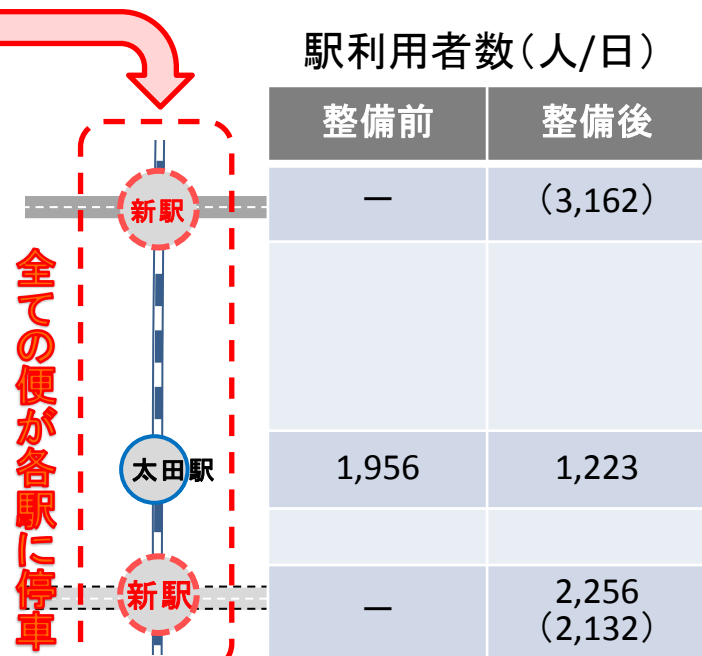 駅利用者数（人/日）
整備前 整備後
新駅 － （3,162）
全ての便が各駅に停車
太田駅 1,956 1,223
新駅 － 2,256
（2,132）